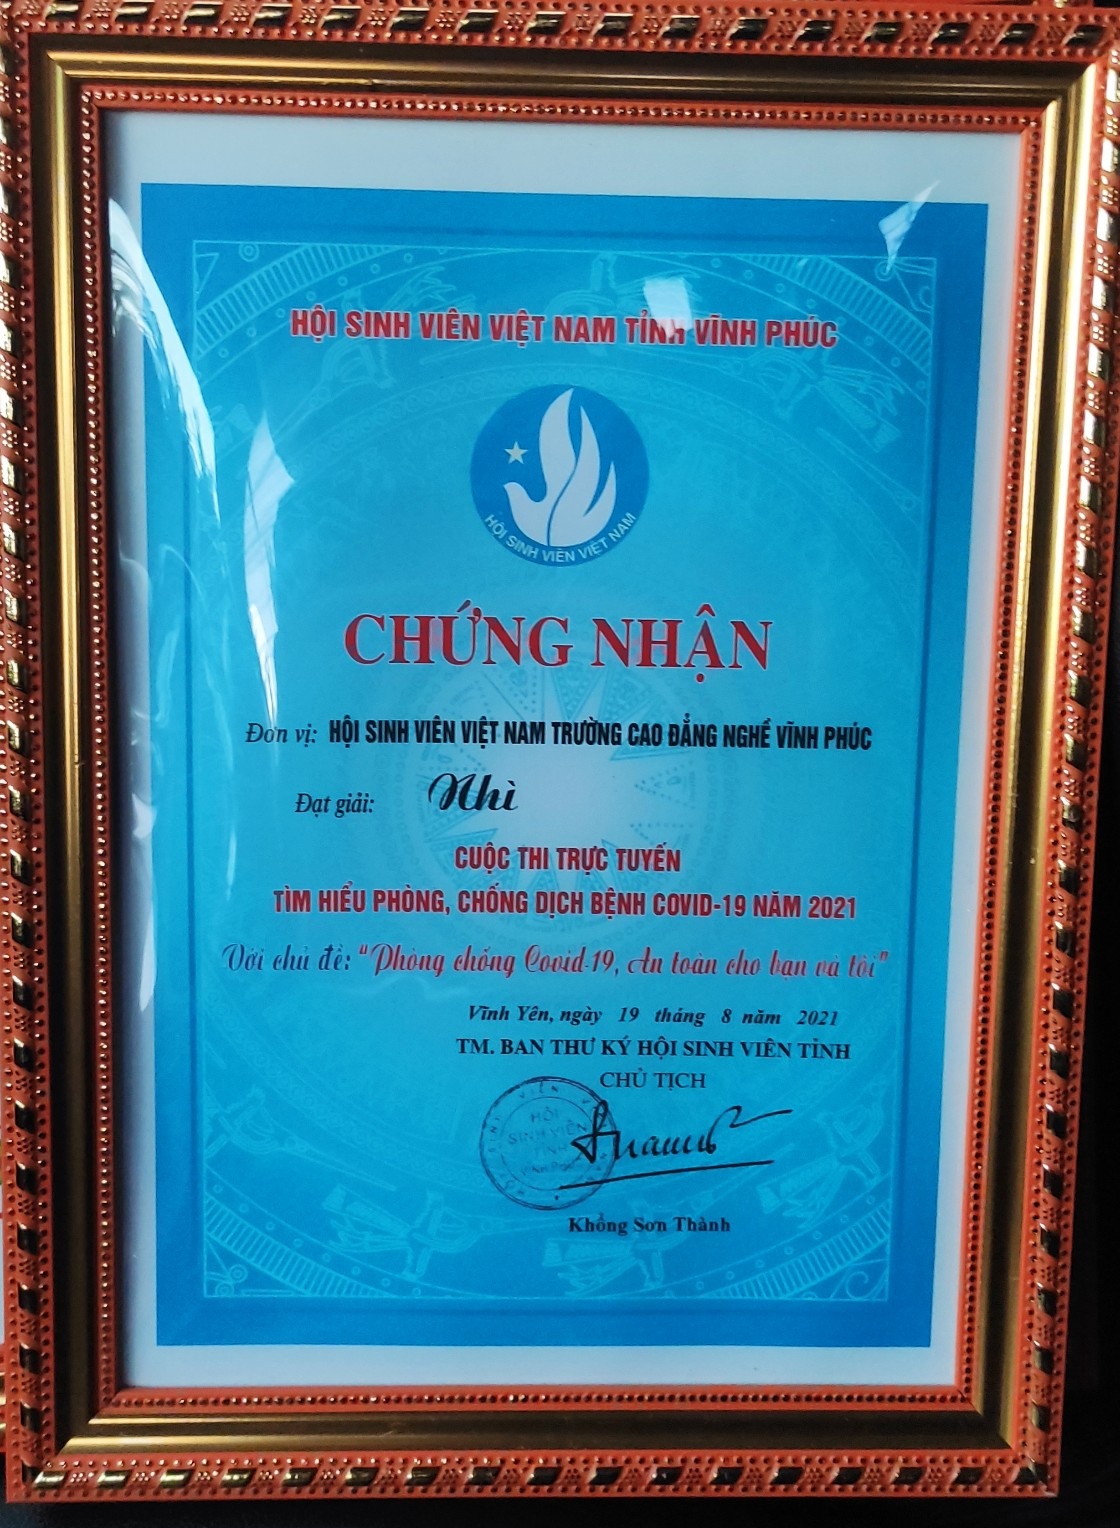 HỘI SINH VIÊN VIỆT NAM TỈNH VĨNH PHÚC
HỘI SINH VIÊN VIỆT NAM
CHỨNG NHẬN
Đơn vị: HỘI SINH VIÊN VIỆT NAM TRƯỜNG CAO ĐẲNG NGHỀ VĨNH PHÚC
Đạt giải: Nhì
CUỘC THI TRỰC TUYẾN
TÌM HIỂU PHÒNG, CHỐNG DỊCH BỆNH COVID-19 NĂM 2021
Với chủ đề: "Phòng chống Covid-19, An toàn cho bạn và tôi"
Vĩnh Yên, ngày 19 tháng 8 năm 2021
TM. BAN THƯ KÝ HỘI SINH VIÊN TỈNH
CHỦ TỊCH
HỘI
SINH VIÊN
TỈNH
VĨNH PHÚC
Khổng Sơn Thành